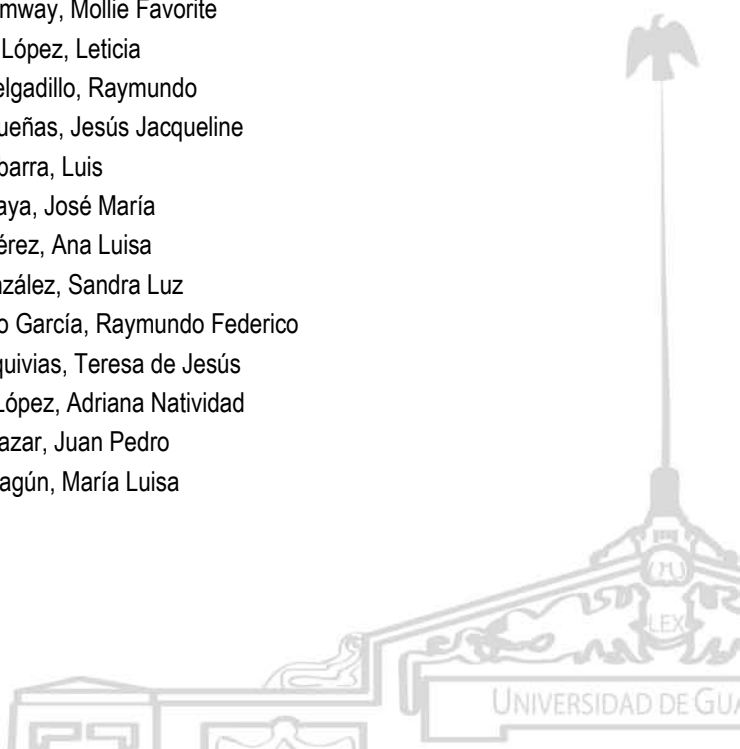 mway, Mollie Favorite
López, Leticia
elgadillo, Raymundo
ueñas, Jesús Jacqueline
barra, Luis
aya, José María
érez, Ana Luisa
nzález, Sandra Luz
o García, Raymundo Federico
quivias, Teresa de Jesús
López, Adriana Natividad
azar, Juan Pedro
agún, María Luisa
LEX
UNIVERSIDAD DE GUA